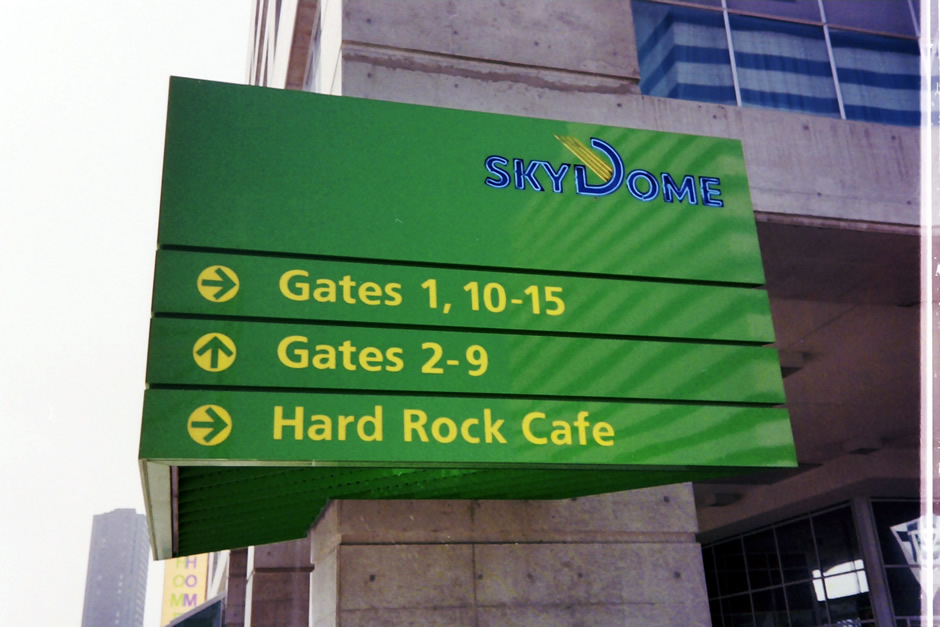 SKYDOME
Gates 1, 10-15
Gates 2-9
Hard Rock Cafe